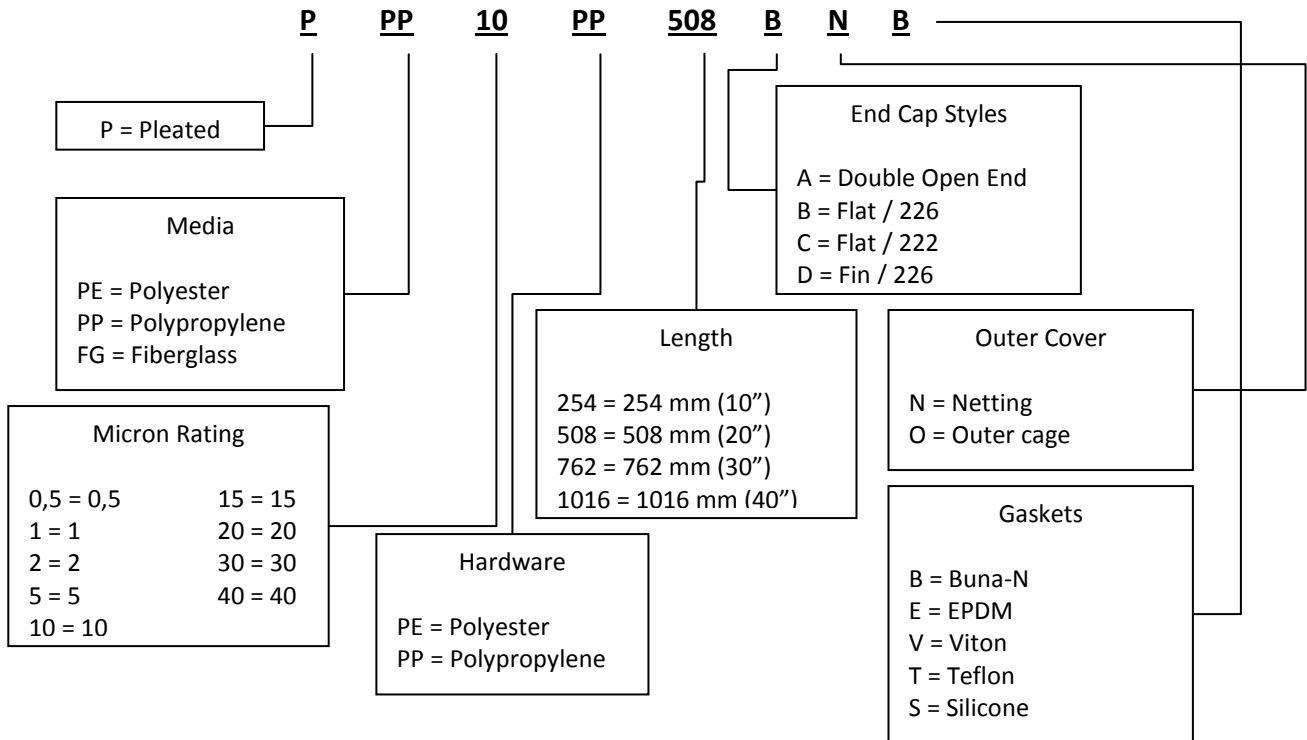 P PP 10 PP 508 B N B
P = Pleated
Media
PE = Polyester
PP = Polypropylene
FG = Fiberglass
Micron Rating
0,5 = 0,5 15 = 15
1 = 1 20 = 20
2 = 2 30 = 30
5 = 5 40 = 40
10 = 10
Hardware
PE = Polyester
PP = Polypropylene
Length
254 = 254 mm (10”)
508 = 508 mm (20”)
762 = 762 mm (30”)
1016 = 1016 mm (40”)
End Cap Styles
A = Double Open End
B = Flat / 226
C = Flat / 222
D = Fin / 226
Outer Cover
N = Netting
O = Outer cage
Gaskets
B = Buna-N
E = EPDM
V = Viton
T = Teflon
S = Silicone